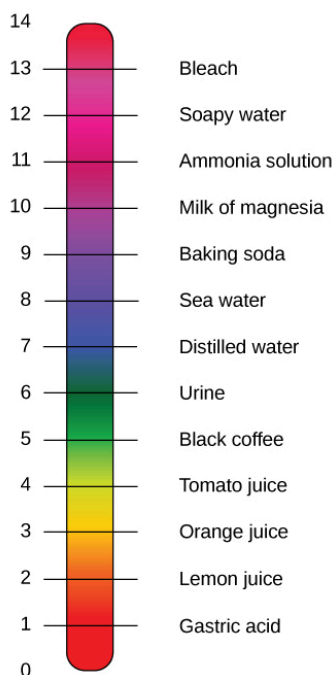 14
13 Bleach
12 Soapy water
11 Ammonia solution
10 Milk of magnesia
9 Baking soda
8 Sea water
7 Distilled water
6 Urine
5 Black coffee
4 Tomato juice
3 Orange juice
2 Lemon juice
1 Gastric acid
0